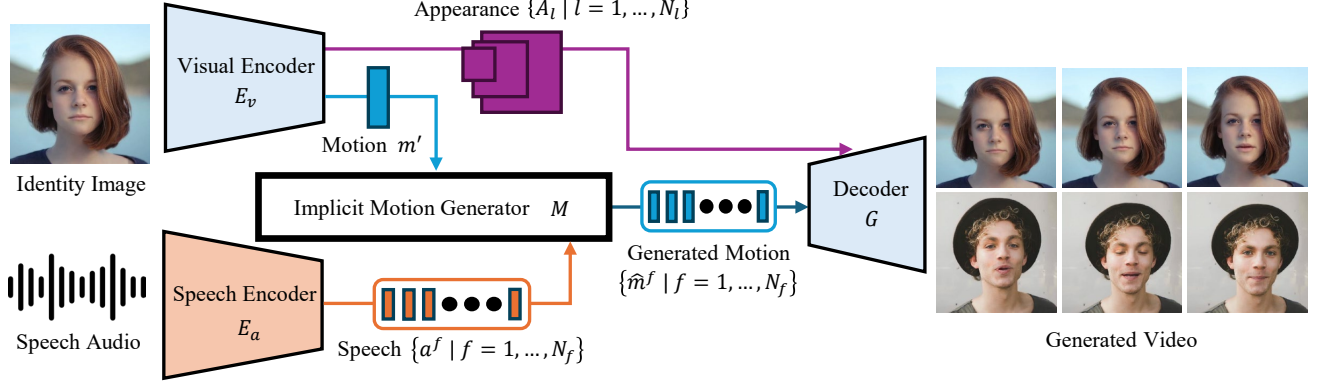 Appearance {A_l | l = 1, …, N_l}
Visual Encoder
E_v
Motion m′
Identity Image
Implicit Motion Generator M
Decoder
G
Generated Motion
{m̂^f | f = 1, …, N_f}
Speech Encoder
E_a
Speech {a^f | f = 1, …, N_f}
Speech Audio
Generated Video